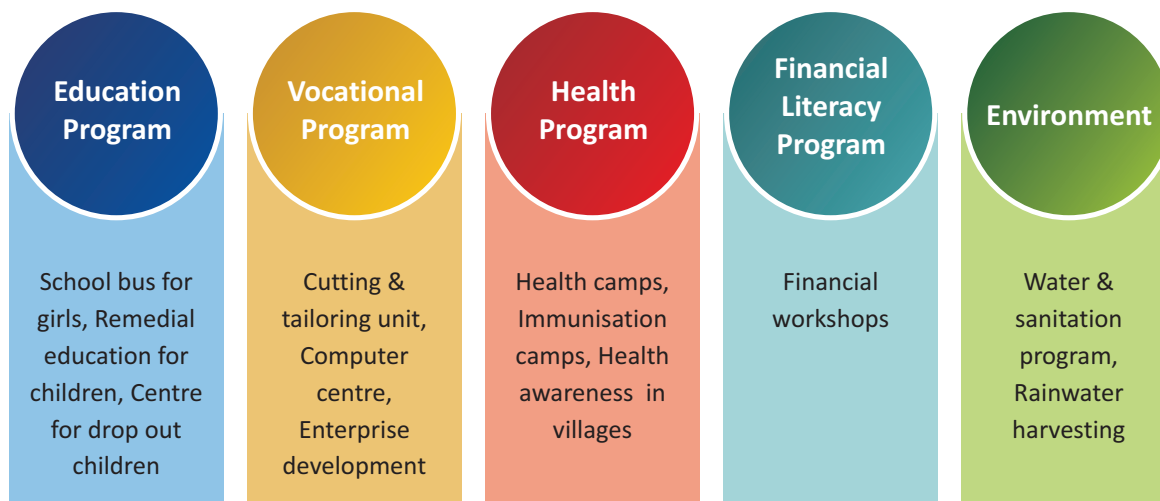 Education
Program
School bus for
girls, Remedial
education for
children, Centre
for drop out
children
Vocational
Program
Cutting &
tailoring unit,
Computer
centre,
Enterprise
development
Health
Program
Health camps,
Immunisation
camps, Health
awareness in
villages
Financial
Literacy
Program
Financial
workshops
Environment
Water &
sanitation
program,
Rainwater
harvesting